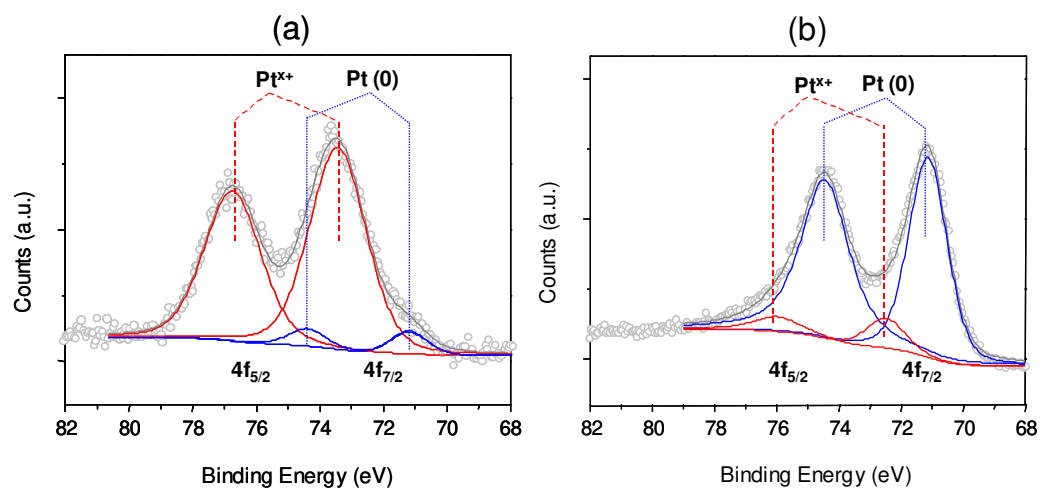 (a)
Ptˣ⁺ Pt (0)
Counts (a.u.)
4f₅/₂ 4f₇/₂
82 80 78 76 74 72 70 68
Binding Energy (eV)
(b)
Ptˣ⁺ Pt (0)
Counts (a.u.)
4f₅/₂ 4f₇/₂
82 80 78 76 74 72 70 68
Binding Energy (eV)